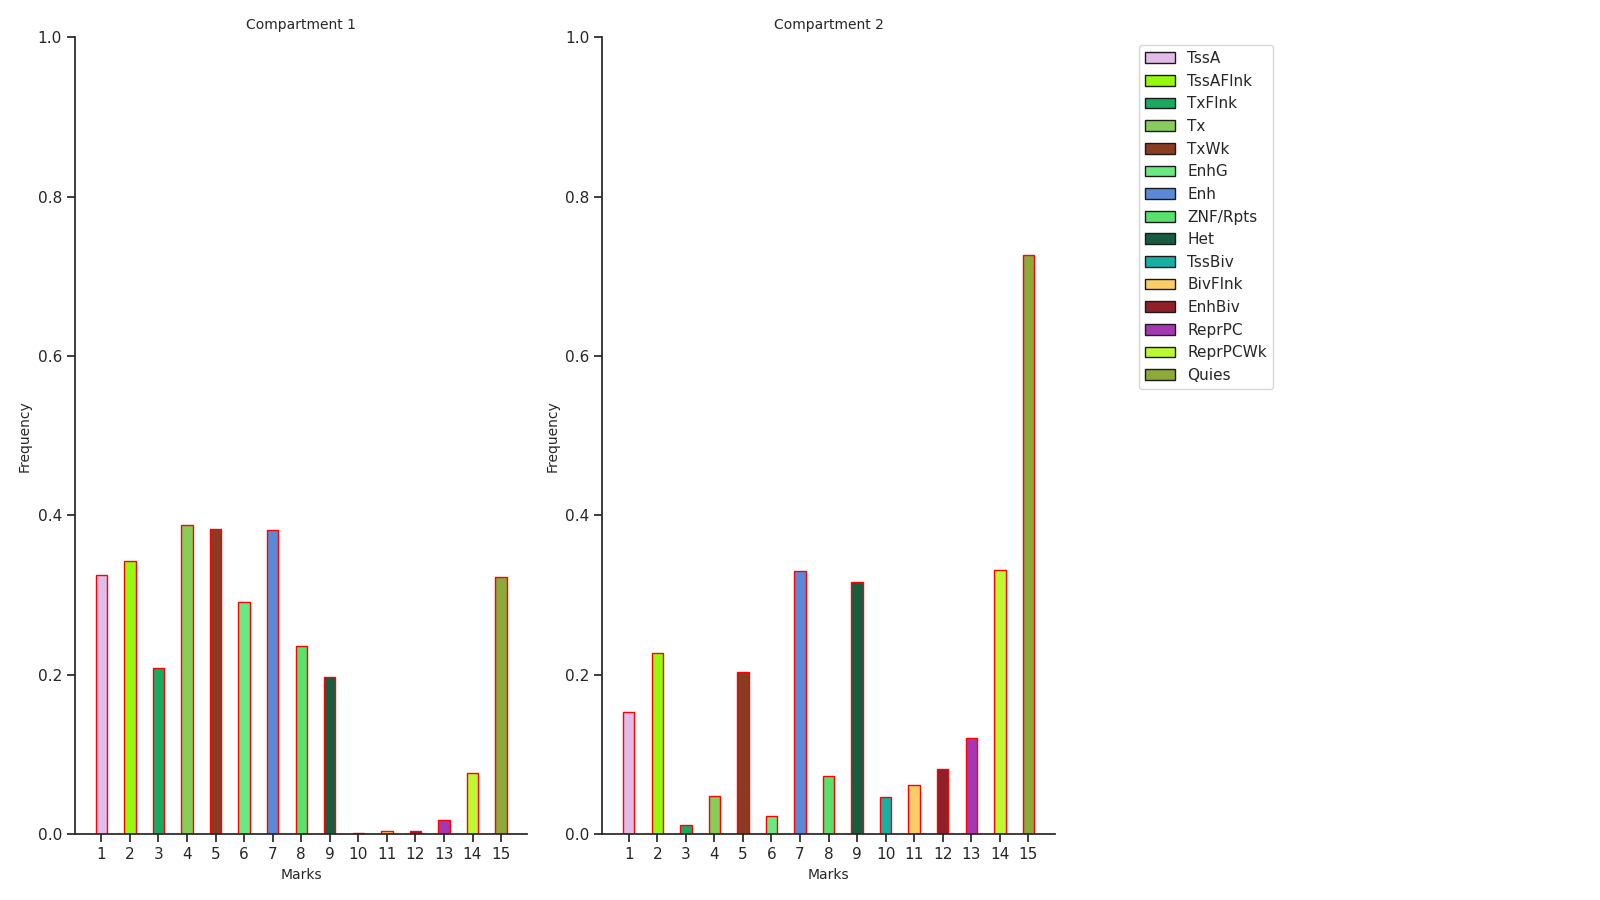 Compartment 1
1.0
0.8
0.6
0.4
0.2
0.0
Frequency
1 2 3 4 5 6 7 8 9 10 11 12 13 14 15
Marks
Compartment 2
1.0
0.8
0.6
0.4
0.2
0.0
Frequency
1 2 3 4 5 6 7 8 9 10 11 12 13 14 15
Marks
TssA
TssAFlnk
TxFlnk
Tx
TxWk
EnhG
Enh
ZNF/Rpts
Het
TssBiv
BivFlnk
EnhBiv
ReprPC
ReprPCWk
Quies